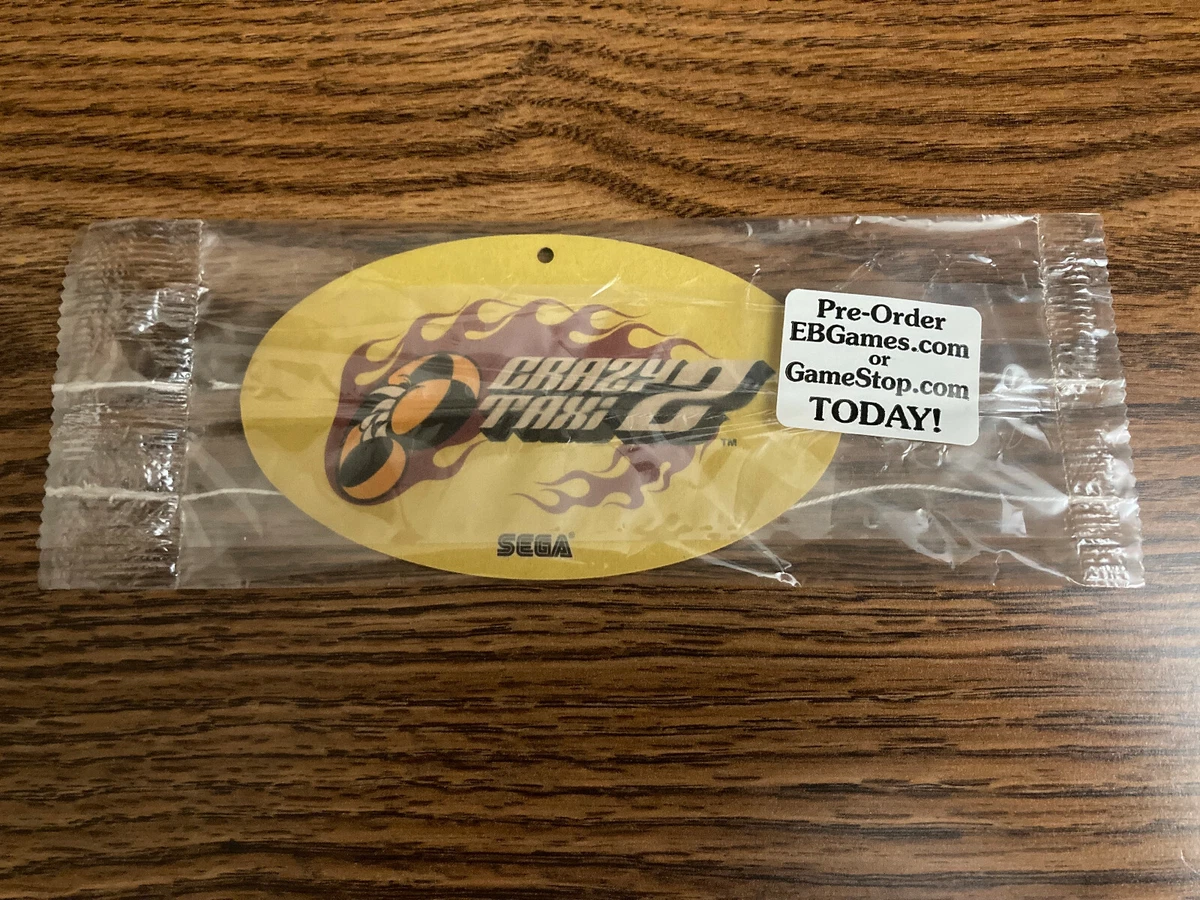 CRAZY
TAXI 2
™
SEGA®
Pre-Order
EBGames.com
or
GameStop.com
TODAY!